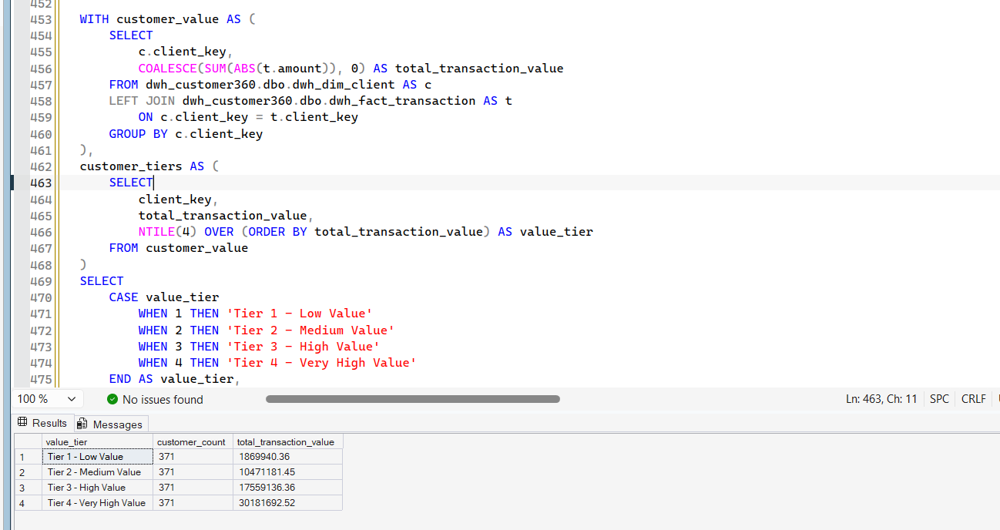 452
453 WITH customer_value AS (
454 SELECT
455 c.client_key,
456 COALESCE(SUM(ABS(t.amount)), 0) AS total_transaction_value
457 FROM dwh_customer360.dbo.dwh_dim_client AS c
458 LEFT JOIN dwh_customer360.dbo.dwh_fact_transaction AS t
459 ON c.client_key = t.client_key
460 GROUP BY c.client_key
461 ),
462 customer_tiers AS (
463 SELECT
464 client_key,
465 total_transaction_value,
466 NTILE(4) OVER (ORDER BY total_transaction_value) AS value_tier
467 FROM customer_value
468 )
469 SELECT
470 CASE value_tier
471 WHEN 1 THEN 'Tier 1 - Low Value'
472 WHEN 2 THEN 'Tier 2 - Medium Value'
473 WHEN 3 THEN 'Tier 3 - High Value'
474 WHEN 4 THEN 'Tier 4 - Very High Value'
475 END AS value_tier,
100 % No issues found Ln: 463, Ch: 11 SPC CRLF
Results Messages
value_tier customer_count total_transaction_value
1 Tier 1 - Low Value 371 1869940.36
2 Tier 2 - Medium Value 371 10471181.45
3 Tier 3 - High Value 371 17559136.36
4 Tier 4 - Very High Value 371 30181692.52